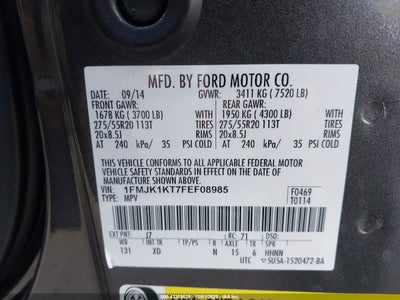 MFD. BY FORD MOTOR CO.
DATE: 09/14 GVWR: 3411 KG ( 7520 LB)
FRONT GAWR: REAR GAWR:
1678 KG ( 3700 LB) 1950 KG ( 4300 LB)
275/55R20 113T TIRES 275/55R20 113T TIRES
20x8.5J RIMS 20x8.5J RIMS
AT 240 kPa/ 35 PSI COLD AT 240 kPa/ 35 PSI COLD
THIS VEHICLE CONFORMS TO ALL APPLICABLE FEDERAL MOTOR
VEHICLE SAFETY AND BUMPER STANDARDS IN EFFECT ON THE DATE OF
MANUFACTURE SHOWN ABOVE.
VIN: 1FMJK1KT7FEF08985 F0469
TYPE: MPV T0114
EXT PNT: J7 RC: 71 DSO:
WB INT TR R AXLE TR SPR
131 XD N 15 6 HHNN
UTC